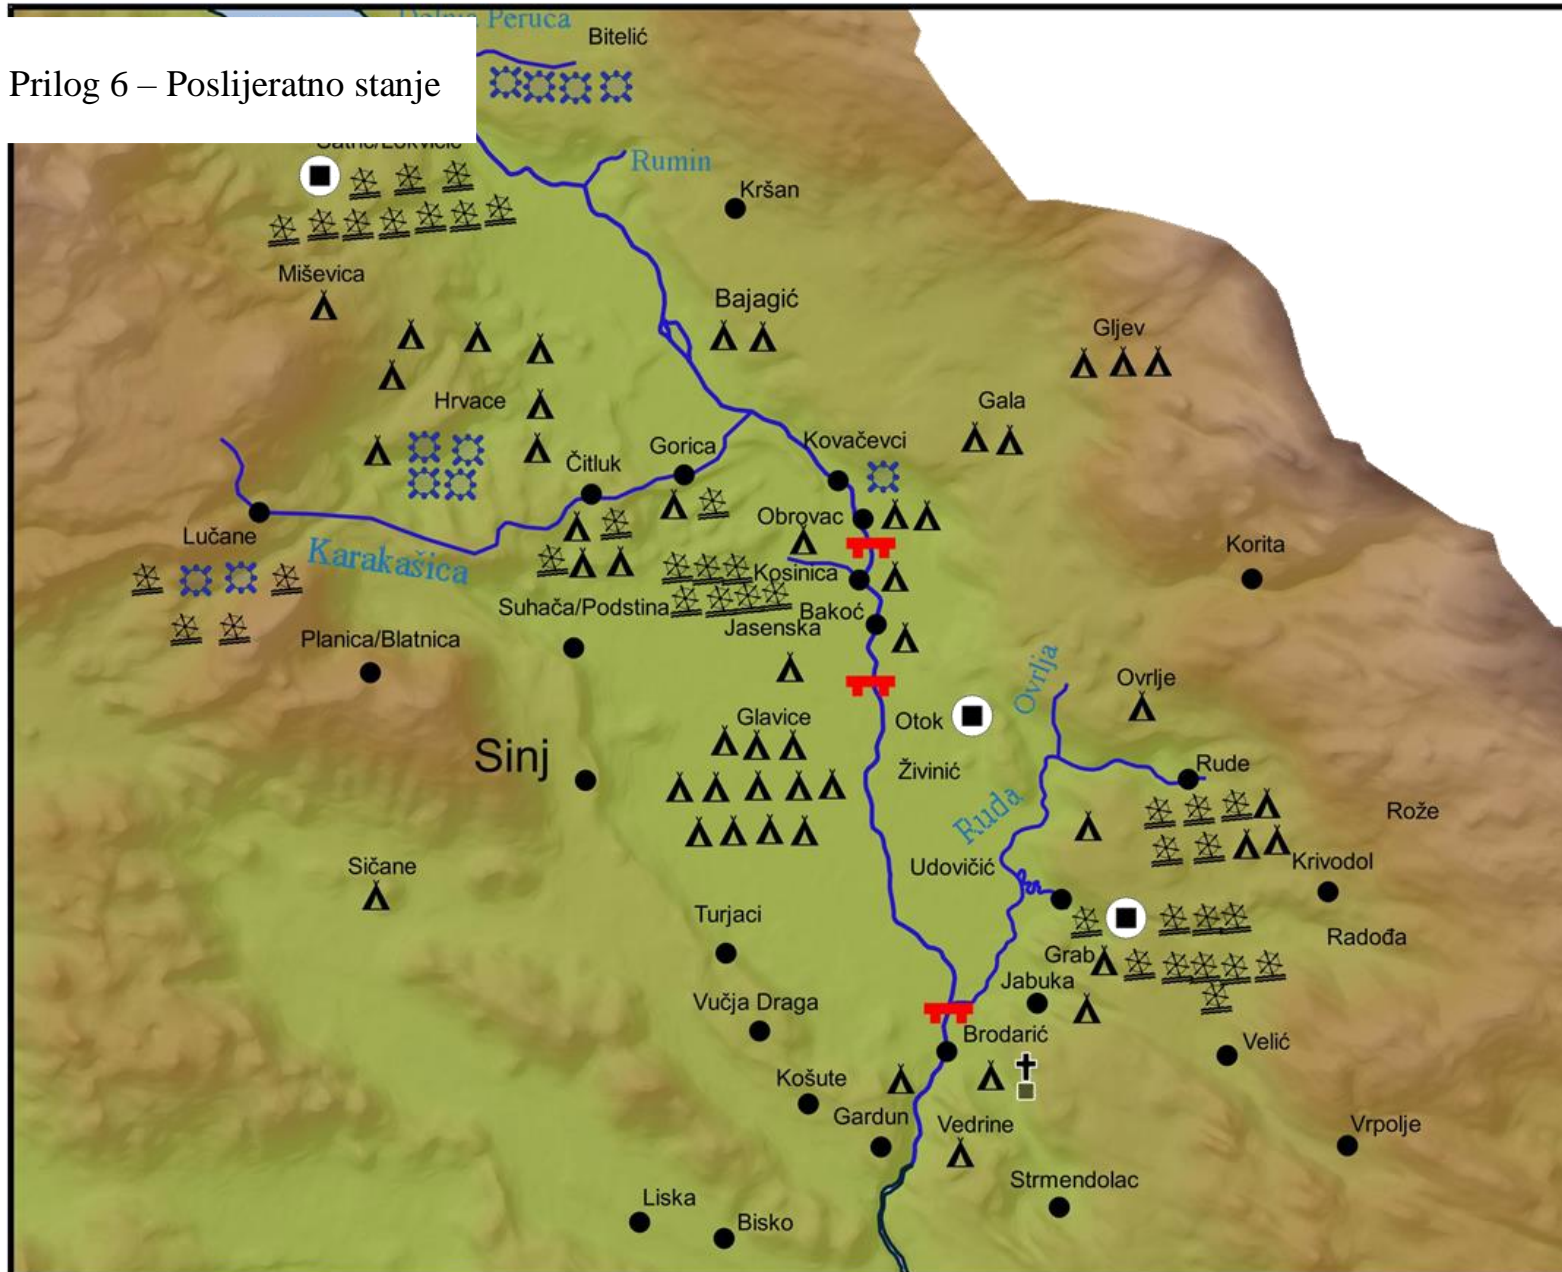 Prilog 6 – Poslijeratno stanje
Peruca
Bitelić
Rumin
Kršan
Miševica
Bajagić
Gljev
Hrvace
Gala
Gorica
Kovačevci
Čitluk
Obrovac
Lučane
Karakašica
Kosinica
Korita
Suhača/Podstina
Bakoć
Jasenska
Planica/Blatnica
Ovrlja
Ovrlje
Glavice
Otok
Sinj
Živinić
Rude
Ruda
Rože
Sičane
Udovičić
Krivodol
Turjaci
Radođa
Grab
Jabuka
Vučja Draga
Brodarić
Velić
Košute
Gardun
Vedrine
Vrpolje
Strmendolac
Liska
Bisko